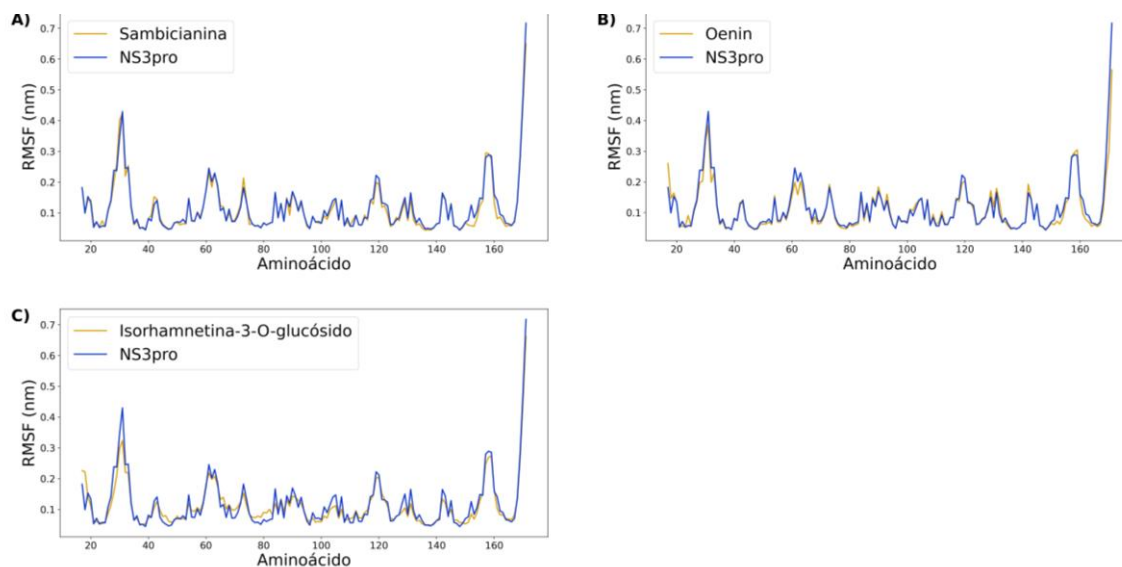 A)
Sambicianina
NS3pro
RMSF (nm)
0.7
0.6
0.5
0.4
0.3
0.2
0.1
20 40 60 80 100 120 140 160
Aminoácido
B)
Oenin
NS3pro
RMSF (nm)
0.7
0.6
0.5
0.4
0.3
0.2
0.1
20 40 60 80 100 120 140 160
Aminoácido
C)
Isorhamnetina-3-O-glucósido
NS3pro
RMSF (nm)
0.7
0.6
0.5
0.4
0.3
0.2
0.1
20 40 60 80 100 120 140 160
Aminoácido